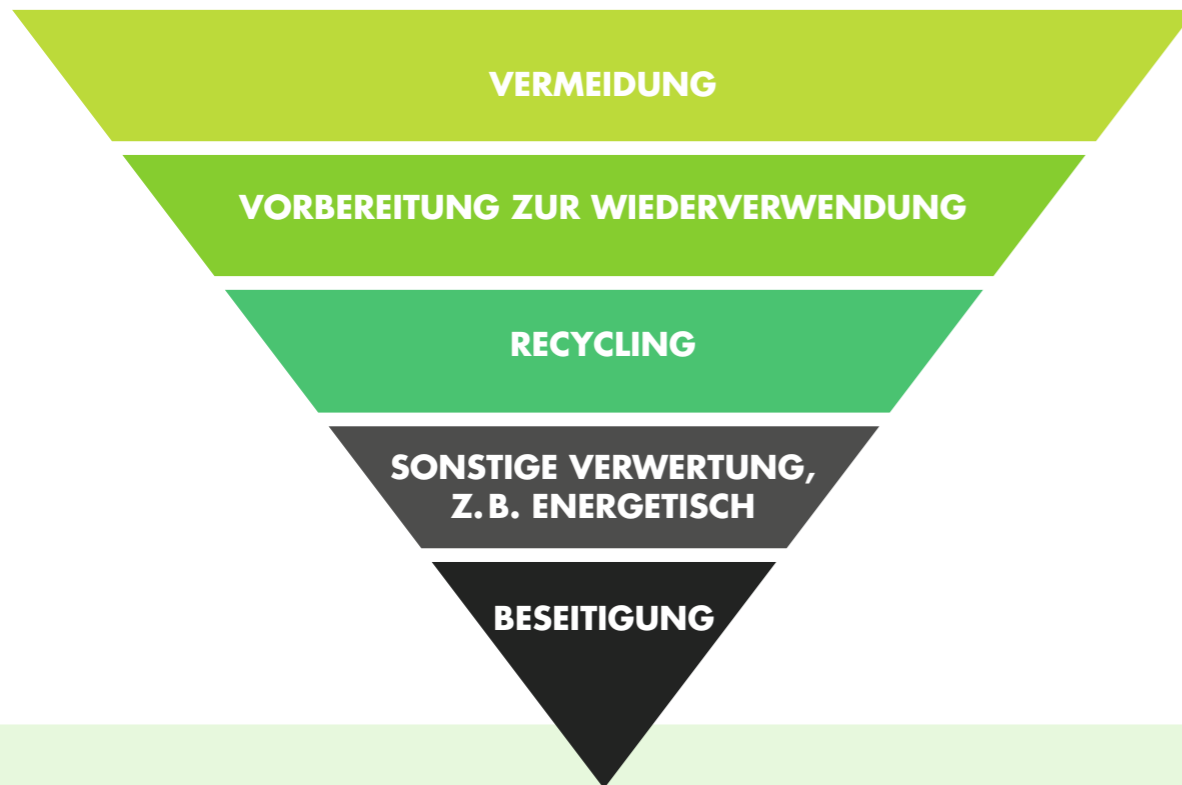 VERMEIDUNG
VORBEREITUNG ZUR WIEDERVERWENDUNG
RECYCLING
SONSTIGE VERWERTUNG,
Z. B. ENERGETISCH
BESEITIGUNG